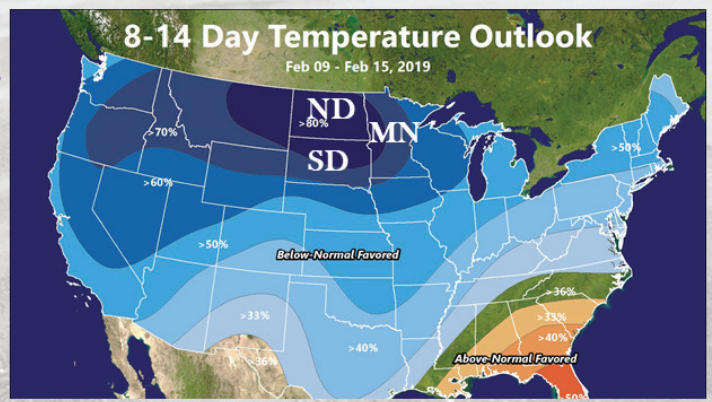 8-14 Day Temperature Outlook
Feb 09 - Feb 15, 2019
ND
>80%
MN
>70%
SD
>50%
>60%
>50%
Below-Normal Favored
>36%
>33%
>33%
>40%
>40%
Above-Normal Favored
>36%
>50%